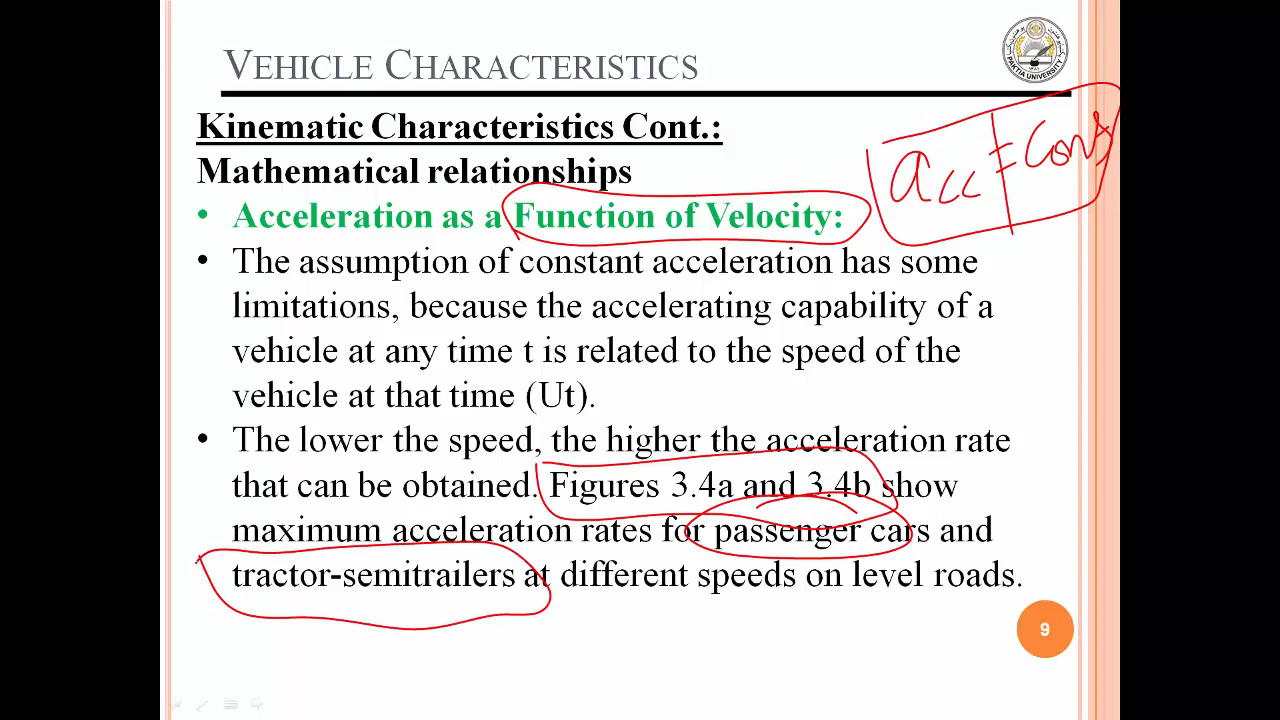 VEHICLE CHARACTERISTICS
PAKTIA UNIVERSITY
Kinematic Characteristics Cont.:
acc = Cons
Mathematical relationships
• Acceleration as a Function of Velocity:
• The assumption of constant acceleration has some
limitations, because the accelerating capability of a
vehicle at any time t is related to the speed of the
vehicle at that time (Ut).
• The lower the speed, the higher the acceleration rate
that can be obtained. Figures 3.4a and 3.4b show
maximum acceleration rates for passenger cars and
tractor-semitrailers at different speeds on level roads.
9